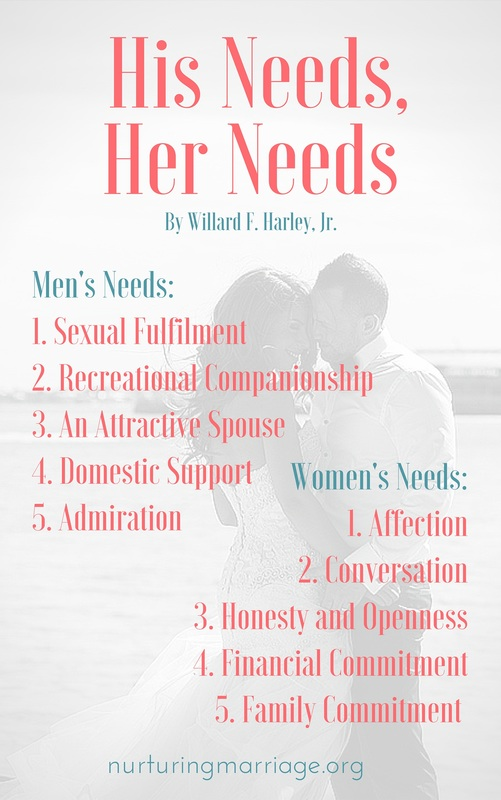 His Needs,
Her Needs
By Willard F. Harley, Jr.
Men's Needs:
1. Sexual Fulfilment
2. Recreational Companionship
3. An Attractive Spouse
4. Domestic Support
5. Admiration
Women's Needs:
1. Affection
2. Conversation
3. Honesty and Openness
4. Financial Commitment
5. Family Commitment
nurturingmarriage.org